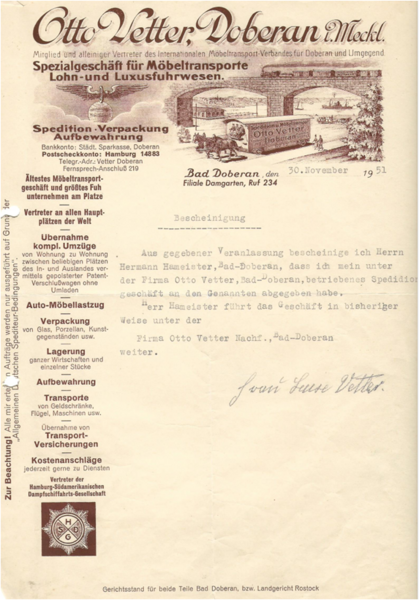 Otto Vetter, Doberan i. Meckl.
Mitglied und alleiniger Vertreter des Internationalen Möbeltransport-Verbandes für Doberan und Umgegend.
Spezialgeschäft für Möbeltransporte
Lohn- und Luxusfuhrwesen.
Spedition · Verpackung
Aufbewahrung
Bankkonto: Städt. Sparkasse, Doberan
Postscheckkonto: Hamburg 14883
Telegr.-Adr.: Vetter Doberan
Fernsprech-Anschluß 219
Otto Vetter
Doberan
Bad Doberan, den 30. November 1951
Filiale Damgarten, Ruf 234
Ältestes Möbeltransport-
geschäft und größtes Fuh
unternehmen am Platze
Vertreter an allen Haupt-
plätzen der Welt
Übernahme
kompl. Umzüge
von Wohnung zu Wohnung
zwischen beliebigen Plätzen
des In- und Auslandes ver-
mittels gepolsterter Patent-
Verschlußwagen ohne
Umladen
Auto-Möbellastzug
Verpackung
von Glas, Porzellan, Kunst-
gegenständen usw.
Lagerung
ganzer Wirtschaften und
einzelner Stücke
Aufbewahrung
Transporte
von Geldschränke,
Flügel, Maschinen usw.
Übernahme von
Transport-
Versicherungen
Kostenanschläge
jederzeit gerne zu Diensten
Vertreter der
Hamburg-Südamerikanischen
Dampfschiffahrts-Gesellschaft
H S
D G
Zur Beachtung! Alle mir erteilten Aufträge werden nur ausgeführt auf Grund der
„Allgemeinen Deutschen Spediteur-Bedingungen".
Bescheinigung
Aus gegebener Veranlassung bescheinige ich Herrn
Hermann Hameister, Bad-Doberan, dass ich mein unter
der Firma Otto Vetter, Bad-Doberan, betriebenes Spedidio
geschäft an den Genannten abgegeben habe.
Herr Hameister führt das Geschäft in bisheriger
Weise unter der
Firma Otto Vetter Nachf. Bad-Doberan
weiter.
Frau Luise Vetter.
Gerichtsstand für beide Teile Bad Doberan, bzw. Landgericht Rostock